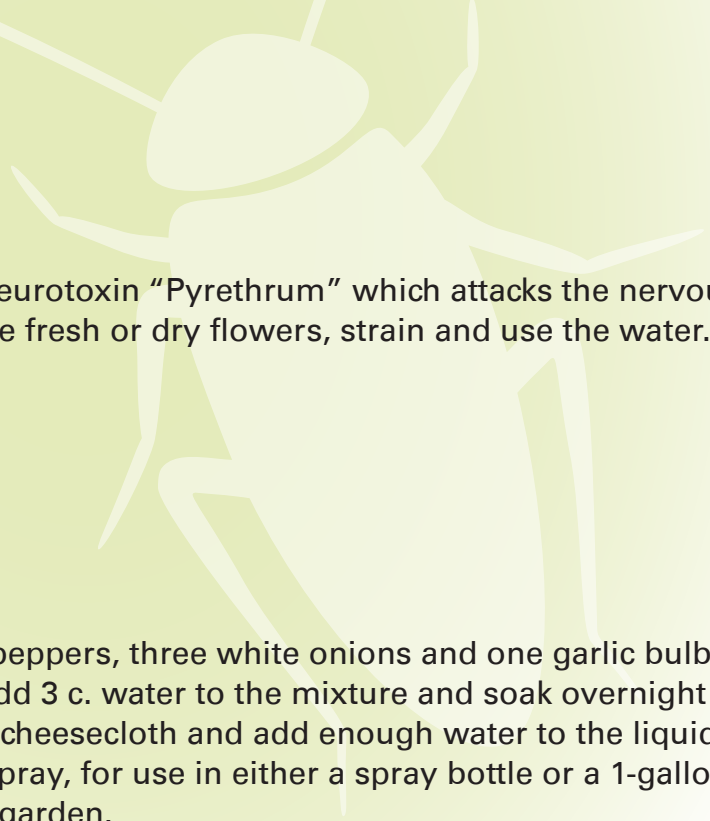 eurotoxin “Pyrethrum” which attacks the nervou
e fresh or dry flowers, strain and use the water.
peppers, three white onions and one garlic bulb
dd 3 c. water to the mixture and soak overnight
cheesecloth and add enough water to the liquid
pray, for use in either a spray bottle or a 1-gallo
garden.